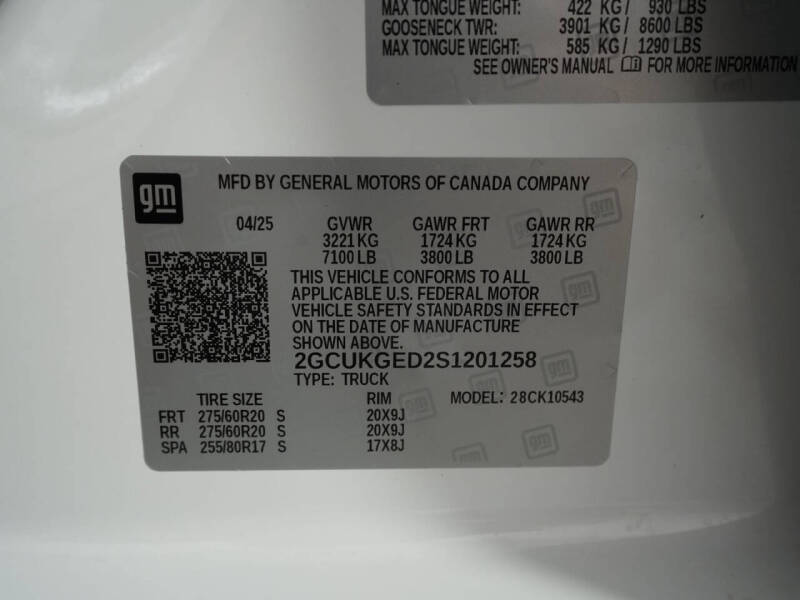 MAX TONGUE WEIGHT: 422 KG / 930 LBS
GOOSENECK TWR: 3901 KG / 8600 LBS
MAX TONGUE WEIGHT: 585 KG / 1290 LBS
SEE OWNER'S MANUAL FOR MORE INFORMATION
gm
MFD BY GENERAL MOTORS OF CANADA COMPANY
04/25 GVWR GAWR FRT GAWR RR
3221 KG 1724 KG 1724 KG
7100 LB 3800 LB 3800 LB
THIS VEHICLE CONFORMS TO ALL
APPLICABLE U.S. FEDERAL MOTOR
VEHICLE SAFETY STANDARDS IN EFFECT
ON THE DATE OF MANUFACTURE
SHOWN ABOVE.
2GCUKGED2S1201258
TYPE: TRUCK
TIRE SIZE RIM MODEL: 28CK10543
FRT 275/60R20 S 20X9J
RR 275/60R20 S 20X9J
SPA 255/80R17 S 17X8J